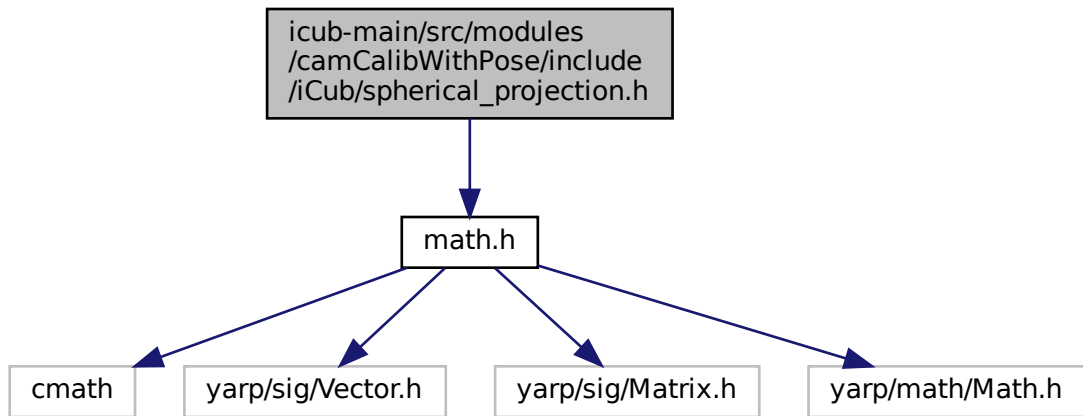 icub-main/src/modules
/camCalibWithPose/include
/iCub/spherical_projection.h
math.h
cmath
yarp/sig/Vector.h
yarp/sig/Matrix.h
yarp/math/Math.h